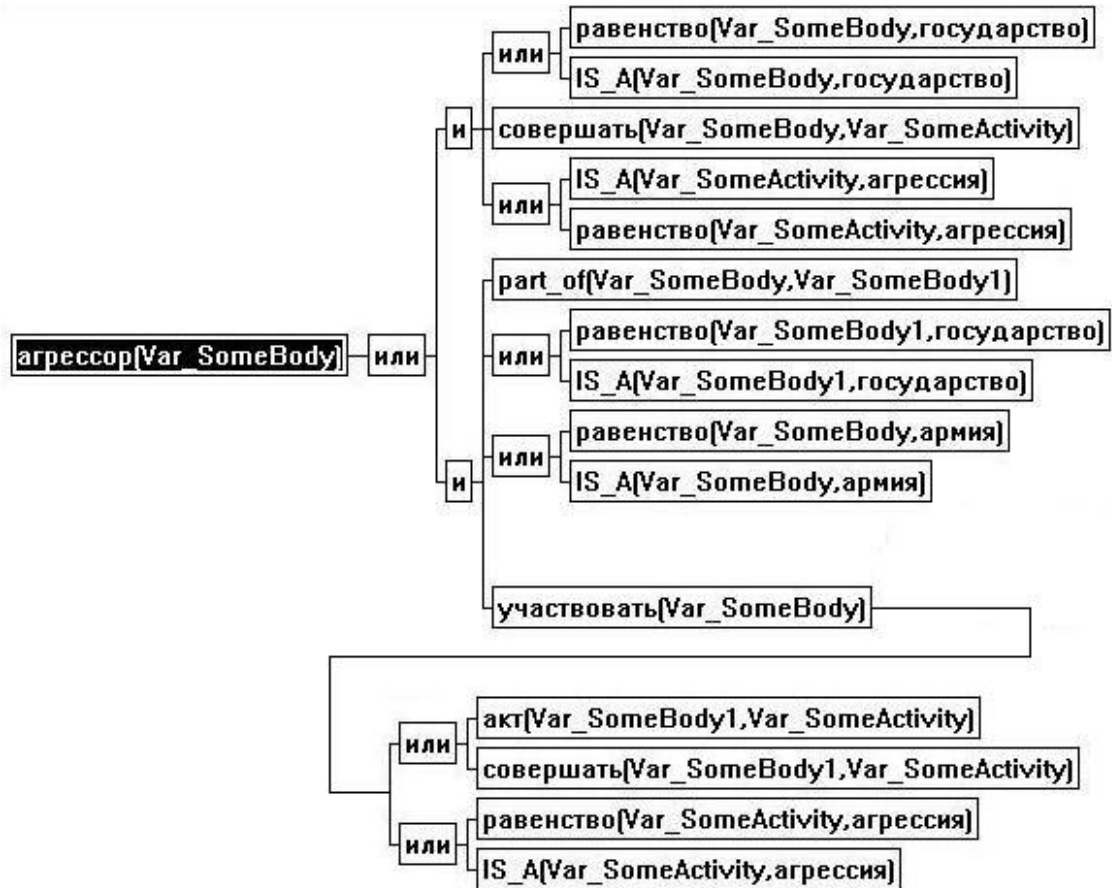 или
равенство(Var_SomeBody,государство)
IS_A(Var_SomeBody,государство)
и
совершать(Var_SomeBody,Var_SomeActivity)
или
IS_A(Var_SomeActivity,агрессия)
равенство(Var_SomeActivity,агрессия)
part_of(Var_SomeBody,Var_SomeBody1)
агрессор(Var_SomeBody)
или
или
равенство(Var_SomeBody1,государство)
IS_A(Var_SomeBody1,государство)
или
равенство(Var_SomeBody,армия)
IS_A(Var_SomeBody,армия)
и
участвовать(Var_SomeBody)
или
акт(Var_SomeBody1,Var_SomeActivity)
совершать(Var_SomeBody1,Var_SomeActivity)
или
равенство(Var_SomeActivity,агрессия)
IS_A(Var_SomeActivity,агрессия)